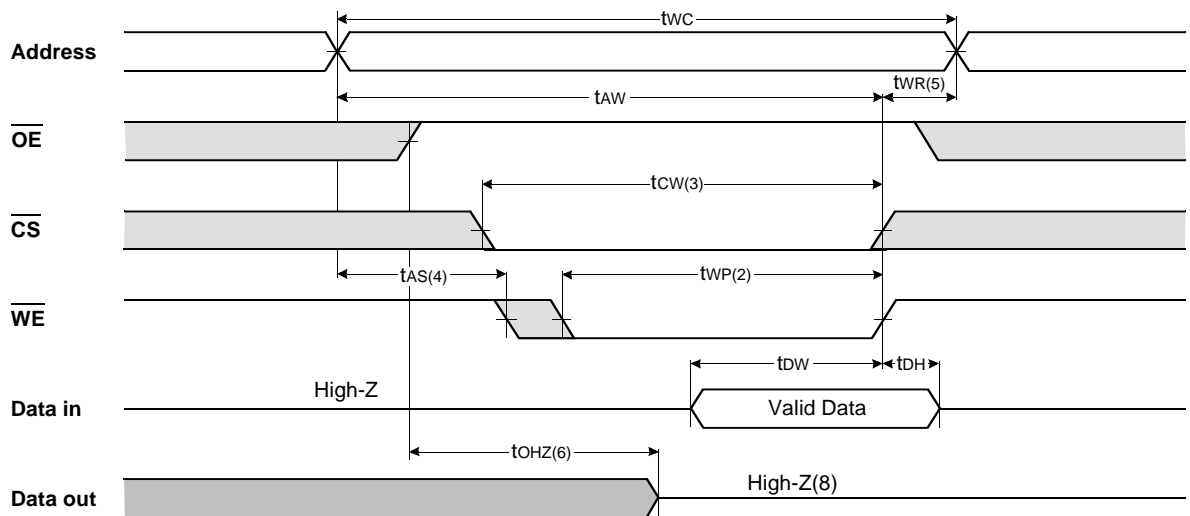 tWC
Address
tAW
tWR(5)
OE
tCW(3)
CS
tAS(4)
tWP(2)
WE
tDW
tDH
High-Z
Data in
Valid Data
tOHZ(6)
High-Z(8)
Data out